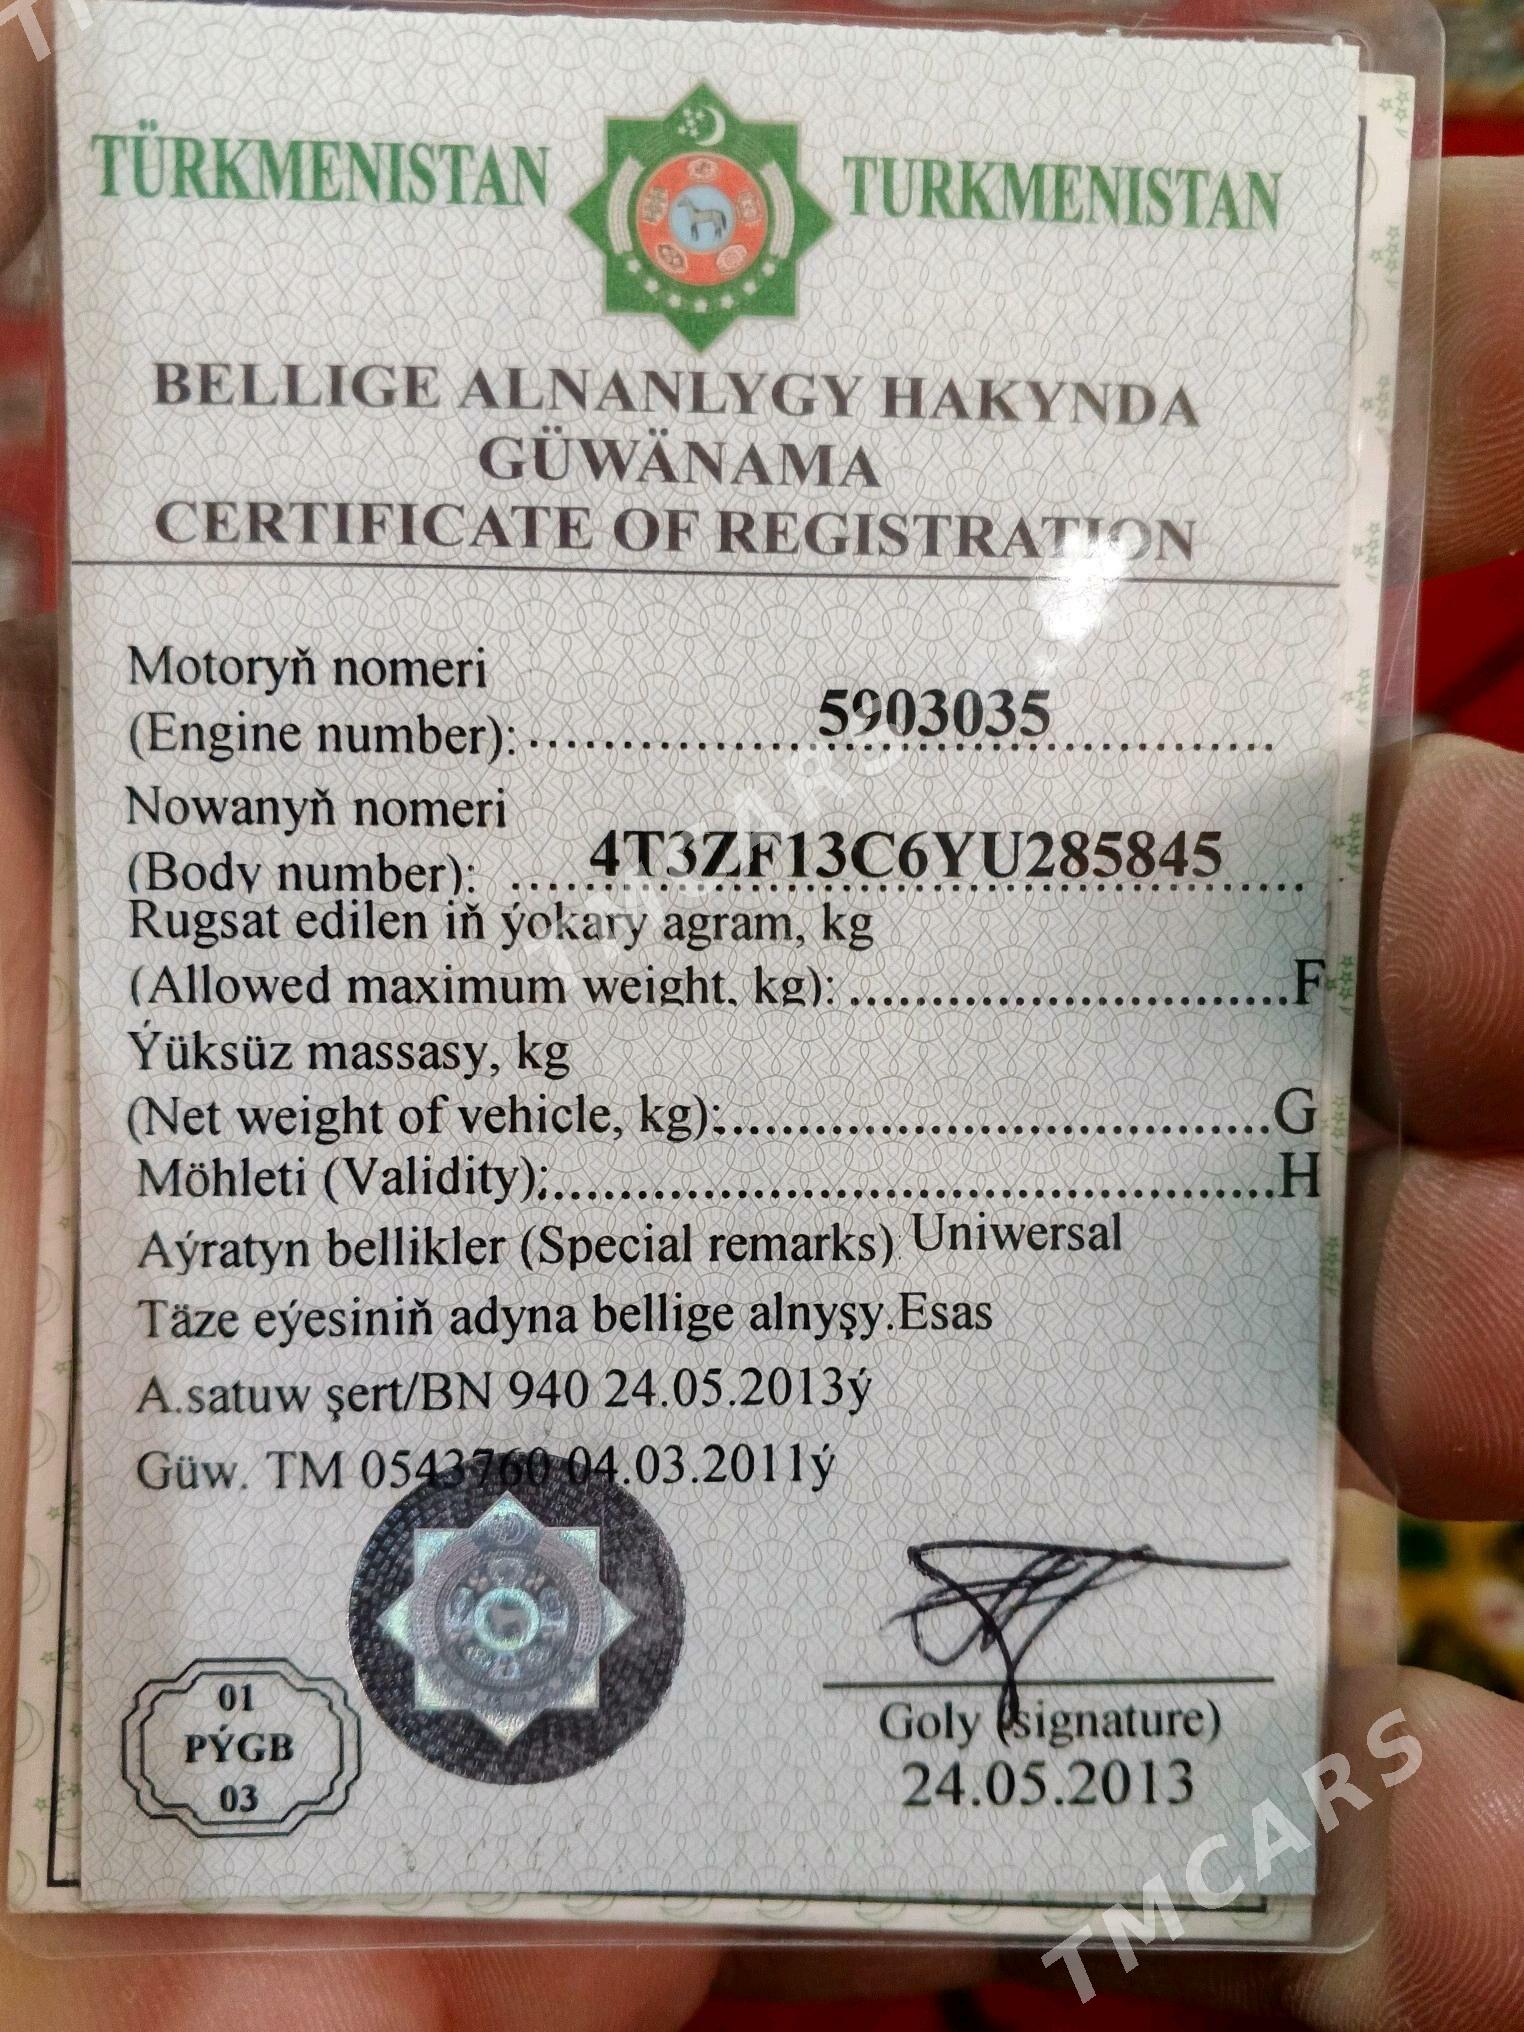 TÜRKMENISTAN TURKMENISTAN
BELLIGE ALNANLYGY HAKYNDA
GÜWÄNAMA
CERTIFICATE OF REGISTRATION
Motoryň nomeri
(Engine number): 5903035
Nowanyň nomeri
(Body number): 4T3ZF13C6YU285845
Rugsat edilen iň ýokary agram, kg
(Allowed maximum weight, kg): F
Ýüksüz massasy, kg
(Net weight of vehicle, kg): G
Möhleti (Validity): H
Aýratyn bellikler (Special remarks) Uniwersal
Täze eýesiniň adyna bellige alnyşy.Esas
A.satuw şert/BN 940 24.05.2013ý
Güw. TM 0543760 04.03.2011ý
01
PÝGB
03
Goly (signature)
24.05.2013
TMCARS
TMCARS